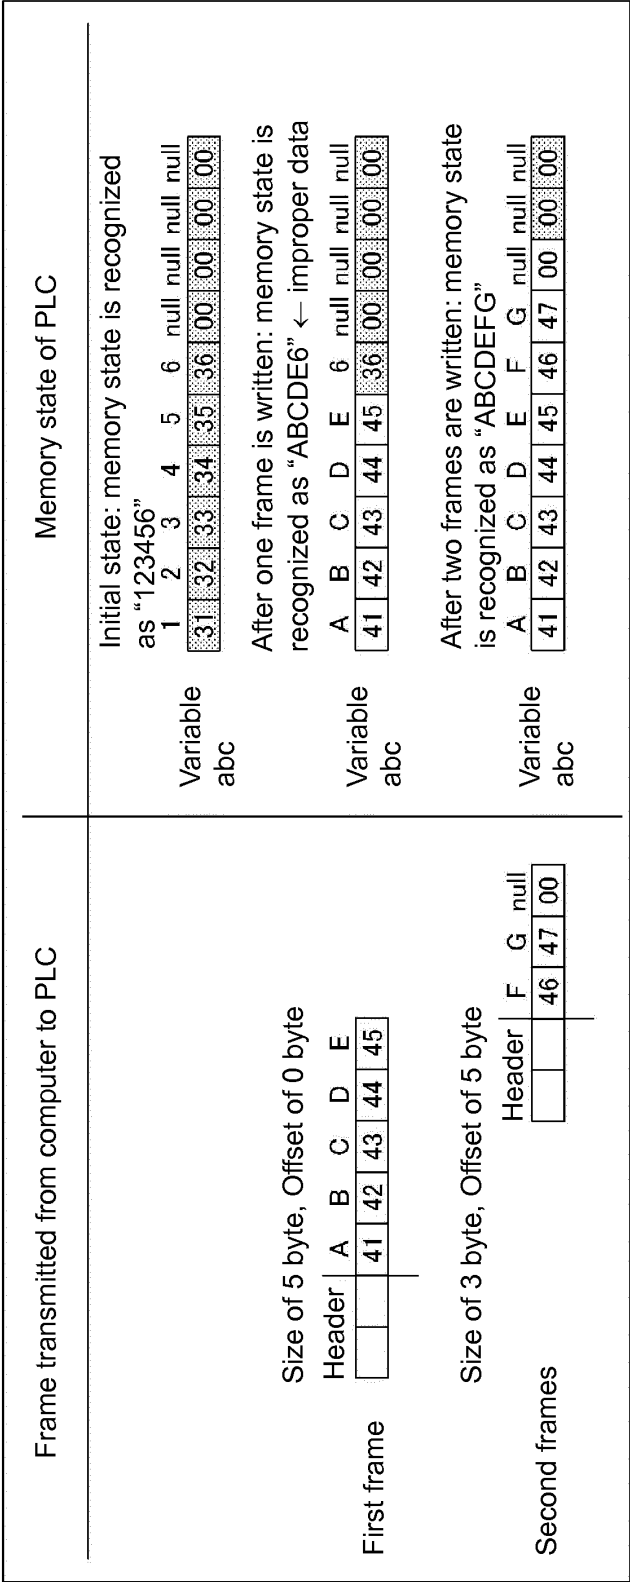 Frame transmitted from computer to PLC
Memory state of PLC
Initial state: memory state is recognized
as “123456”
1 2 3 4 5 6 null null null null
Variable
abc
31 32 33 34 35 36 00 00 00 00
First frame
Size of 5 byte, Offset of 0 byte
Header A B C D E
41 42 43 44 45
After one frame is written: memory state is
recognized as “ABCDE6” ← improper data
A B C D E 6 null null null null
Variable
abc
41 42 43 44 45 36 00 00 00 00
Second frames
Size of 3 byte, Offset of 5 byte
Header F G null
46 47 00
After two frames are written: memory state
is recognized as “ABCDEFG”
A B C D E F G null null null
Variable
abc
41 42 43 44 45 46 47 00 00 00